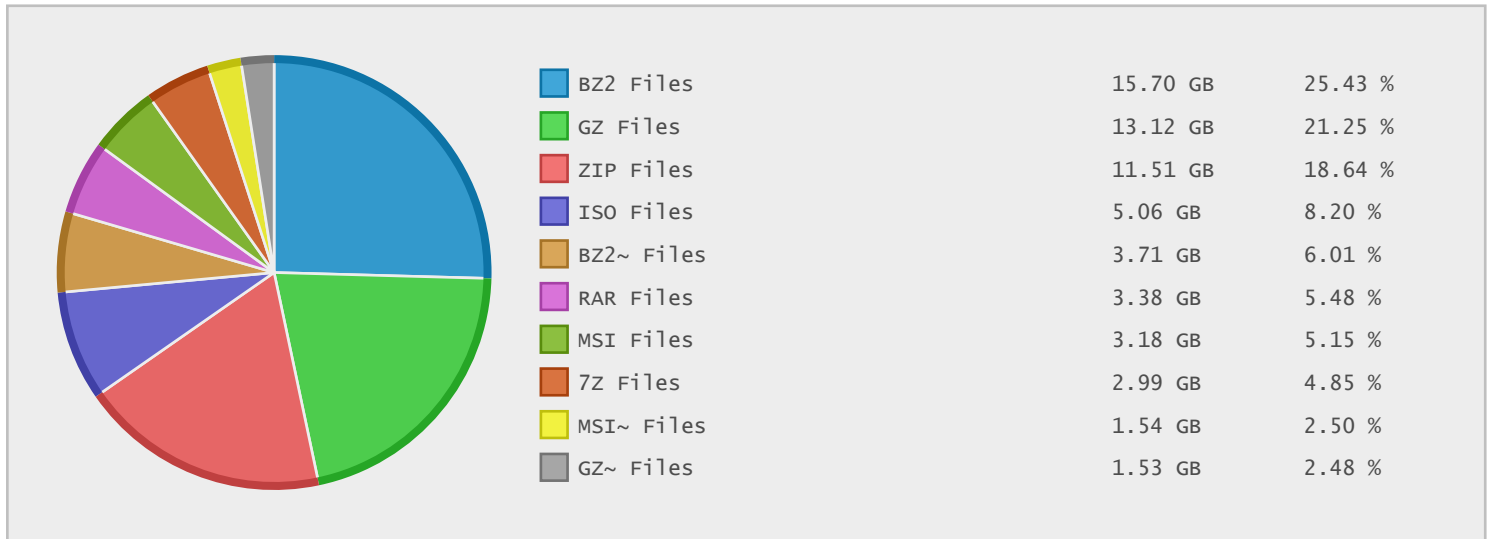 BZ2 Files 15.70 GB 25.43 %
GZ Files 13.12 GB 21.25 %
ZIP Files 11.51 GB 18.64 %
ISO Files 5.06 GB 8.20 %
BZ2~ Files 3.71 GB 6.01 %
RAR Files 3.38 GB 5.48 %
MSI Files 3.18 GB 5.15 %
7Z Files 2.99 GB 4.85 %
MSI~ Files 1.54 GB 2.50 %
GZ~ Files 1.53 GB 2.48 %